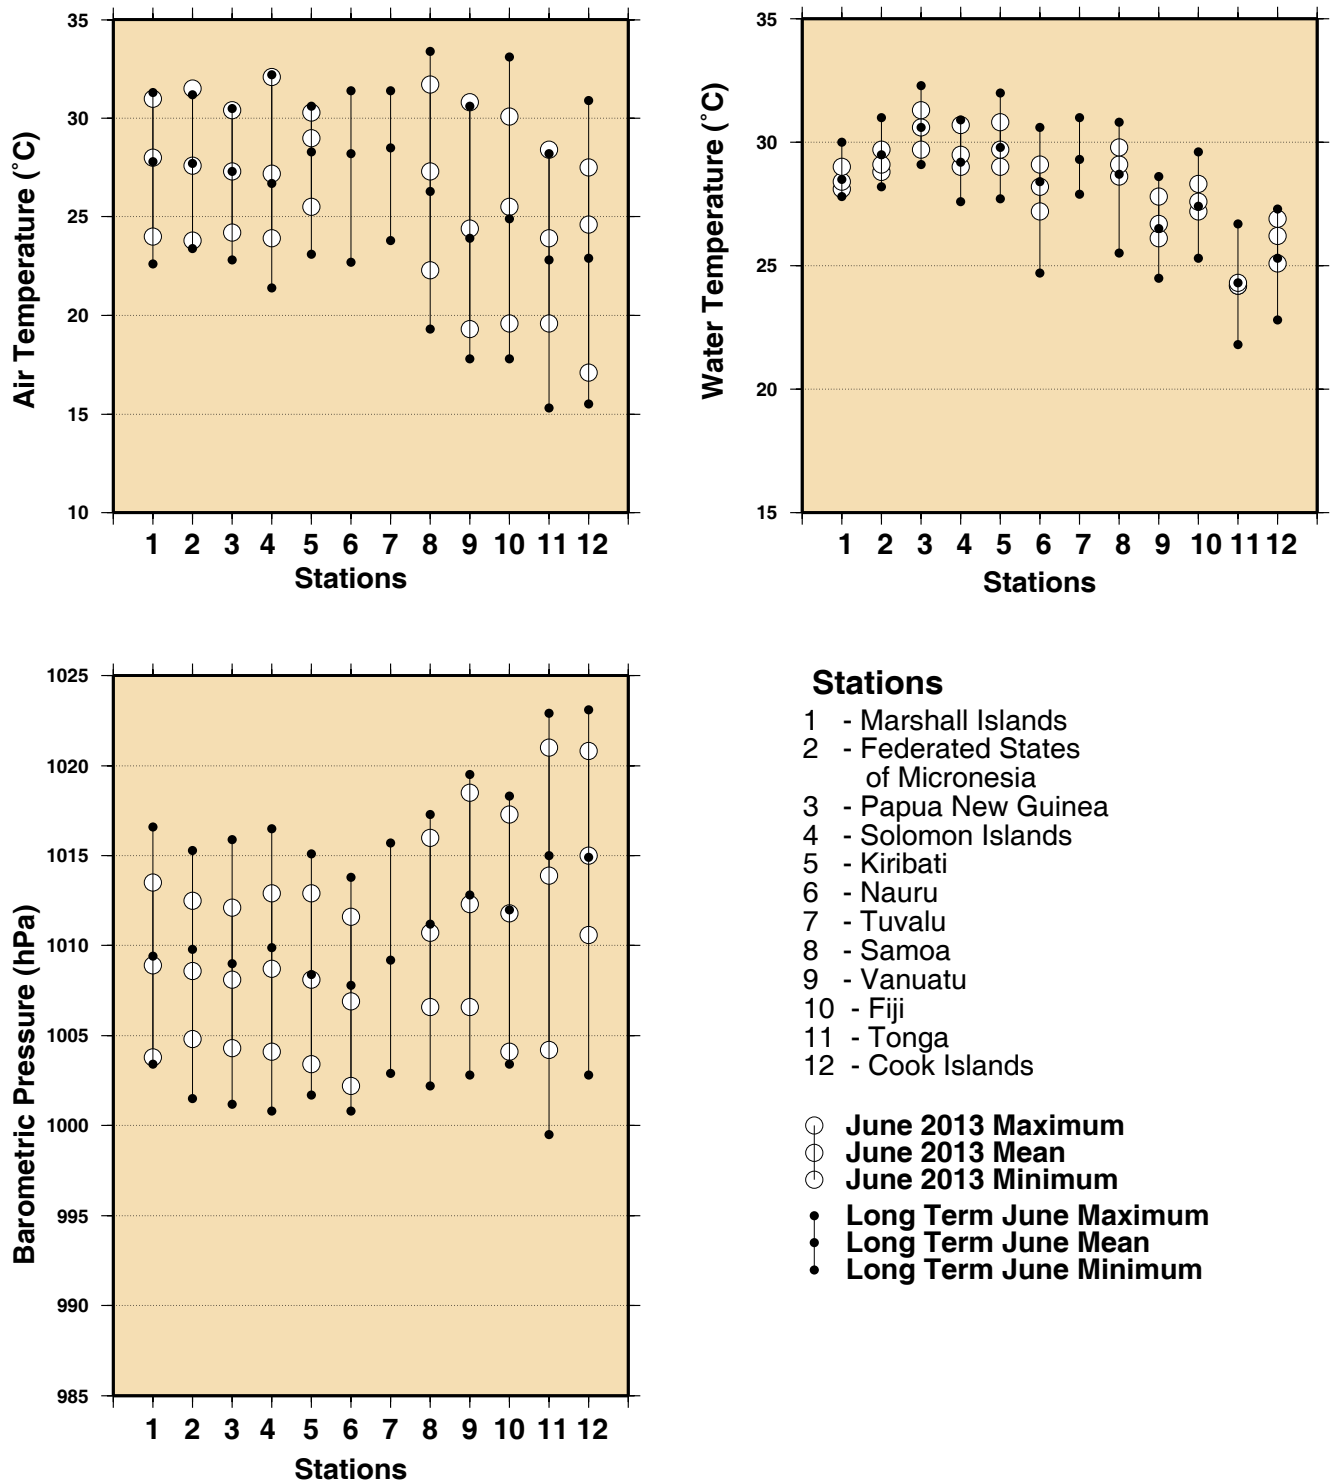 35
30
25
20
15
10
Air Temperature (˚C)
1 2 3 4 5 6 7 8 9 10 11 12
Stations
35
30
25
20
15
Water Temperature (˚C)
1 2 3 4 5 6 7 8 9 10 11 12
Stations
1025
1020
1015
1010
1005
1000
995
990
985
Barometric Pressure (hPa)
1 2 3 4 5 6 7 8 9 10 11 12
Stations
Stations
1 - Marshall Islands
2 - Federated States
of Micronesia
3 - Papua New Guinea
4 - Solomon Islands
5 - Kiribati
6 - Nauru
7 - Tuvalu
8 - Samoa
9 - Vanuatu
10 - Fiji
11 - Tonga
12 - Cook Islands
June 2013 Maximum
June 2013 Mean
June 2013 Minimum
Long Term June Maximum
Long Term June Mean
Long Term June Minimum